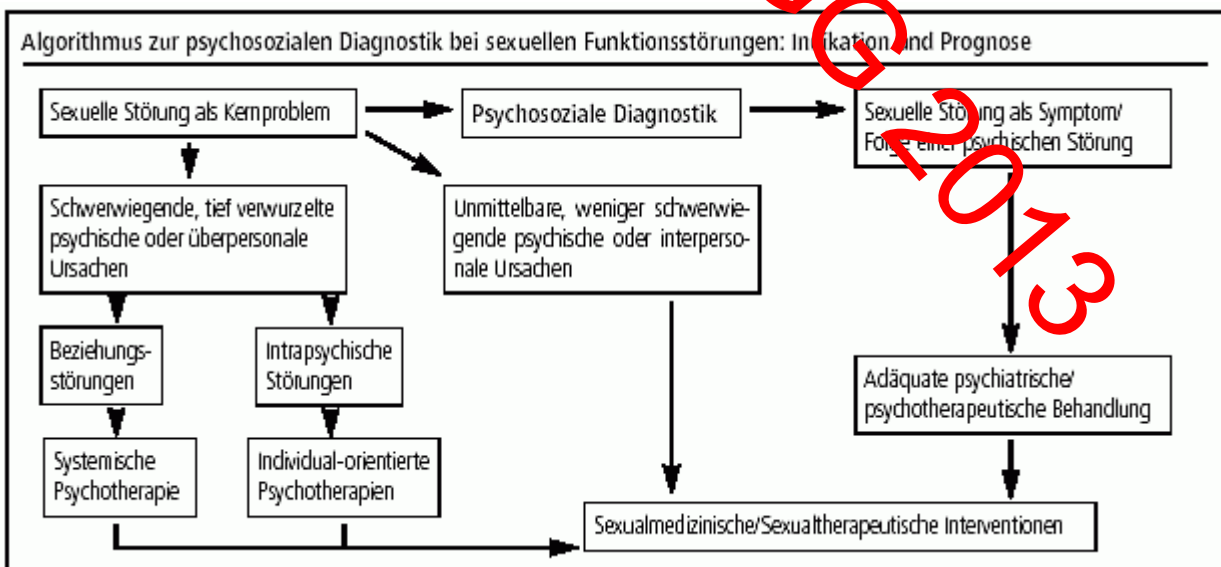 Algorithmus zur psychosozialen Diagnostik bei sexuellen Funktionsstörungen: Indikation und Prognose
Sexuelle Störung als Kernproblem
Psychosoziale Diagnostik
Sexuelle Störung als Symptom/
Folge einer psychischen Störung
Schwerwiegende, tief verwurzelte
psychische oder überpersonale
Ursachen
Unmittelbare, weniger schwerwie-
gende psychische oder interperso-
nale Ursachen
Beziehungs-
störungen
Intrapsychische
Störungen
Adäquate psychiatrische/
psychotherapeutische Behandlung
Systemische
Psychotherapie
Individual-orientierte
Psychotherapien
Sexualmedizinische/Sexualtherapeutische Interventionen
G 2013